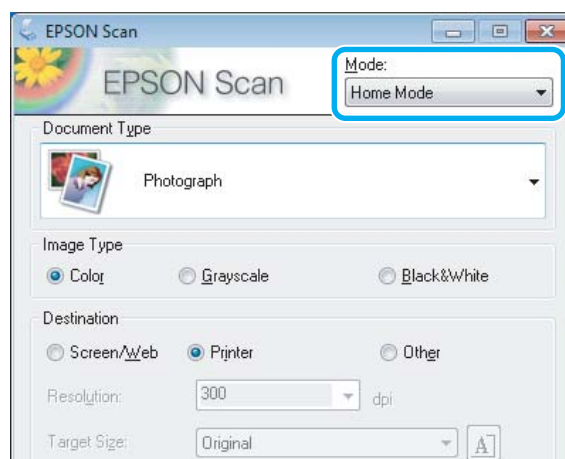 EPSON Scan
EPSON Scan
Mode:
Home Mode
Document Type
Photograph
Image Type
Color Grayscale Black&White
Destination
Screen/Web Printer Other
Resolution: 300 dpi
Target Size: Original A